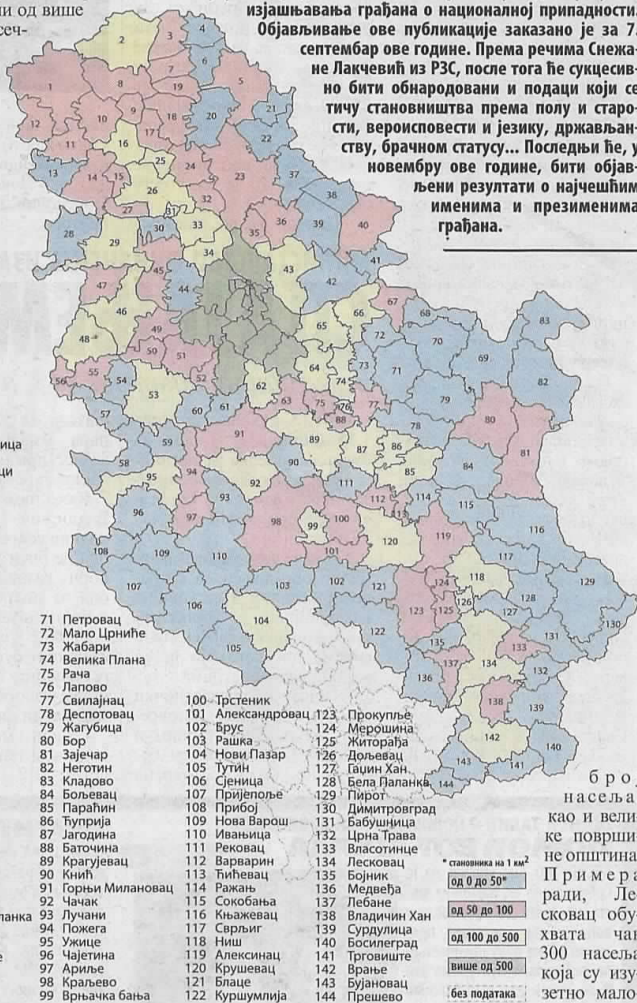 ни од више
сеч-
изјашњавања грађана о националној припадности.
Објављивање ове публикације заказано је за 7.
септембар ове године. Према речима Снежа-
не Лакчевић из РЗС, после тога ће сукцесив-
но бити обнародовани и подаци који се
тичу становништва према полу и старо-
сти, вероисповести и језику, држављан-
ству, брачном статусу... Последњи ће, у
новембру ове године, бити објав-
љени резултати о најчешћим
именима и презименима
грађана.
ица
ци
ланка
71 Петровац
72 Мало Црниће
73 Жабари
74 Велика Плана
75 Рача
76 Лапово
77 Свилајнац
78 Деспотовац
79 Жагубица
80 Бор
81 Зајечар
82 Неготин
83 Кладово
84 Бољевац
85 Параћин
86 Ћуприја
87 Јагодина
88 Баточина
89 Крагујевац
90 Кнић
91 Горњи Милановац
92 Чачак
93 Лучани
94 Пожега
95 Ужице
96 Чајетина
97 Ариље
98 Краљево
99 Врњачка бања
100 Трстеник
101 Александровац
102 Брус
103 Рашка
104 Нови Пазар
105 Тутин
106 Сјеница
107 Пријепоље
108 Прибој
109 Нова Варош
110 Ивањица
111 Рековац
112 Варварин
113 Ћићевац
114 Ражањ
115 Сокобања
116 Књажевац
117 Сврљиг
118 Ниш
119 Алексинац
120 Крушевац
121 Блаце
122 Куршумлија
123 Прокупље
124 Мерошина
125 Житорађа
126 Дољевац
127 Гаџин Хан
128 Бела Паланка
129 Пирот
130 Димитровград
131 Бабушница
132 Црна Трава
133 Власотинце
134 Лесковац
135 Бојник
136 Медвеђа
137 Лебане
138 Владичин Хан
139 Сурдулица
140 Босилеград
141 Трговиште
142 Врање
143 Бујановац
144 Прешево
* становника на 1 км²
од 0 до 50*
од 50 до 100
од 100 до 500
више од 500
без података
број
насеља
као и вели-
ке површи-
не општина.
Примера
ради, Ле-
сковац обу-
хвата чак
300 насеља
која су изу-
зетно мало